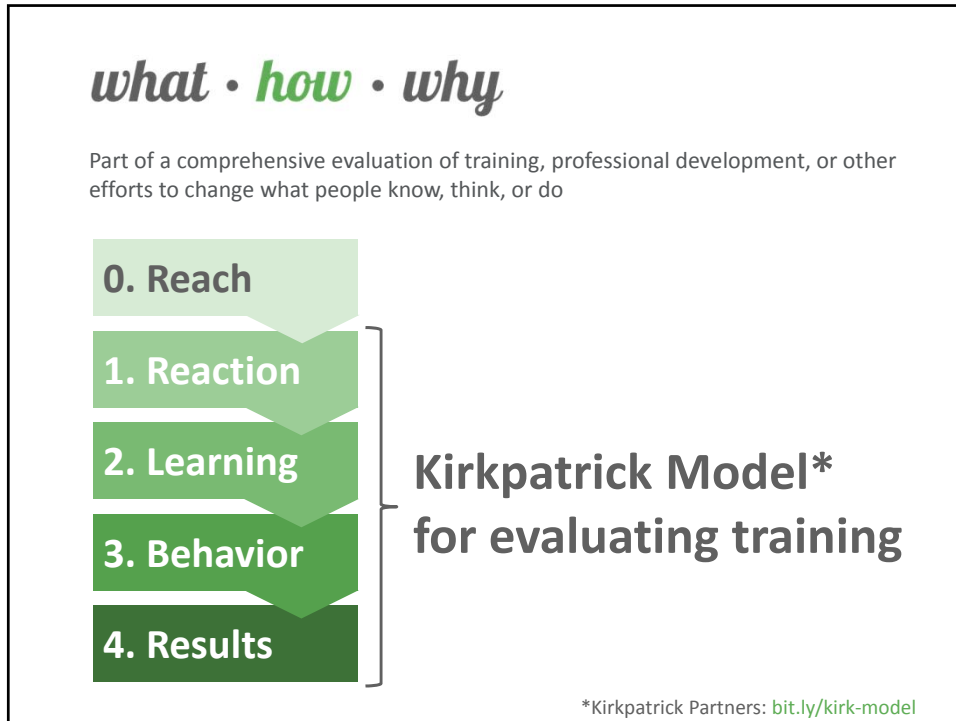 what • how • why
Part of a comprehensive evaluation of training, professional development, or other
efforts to change what people know, think, or do
0. Reach
1. Reaction
2. Learning
3. Behavior
4. Results
Kirkpatrick Model*
for evaluating training
*Kirkpatrick Partners: bit.ly/kirk-model